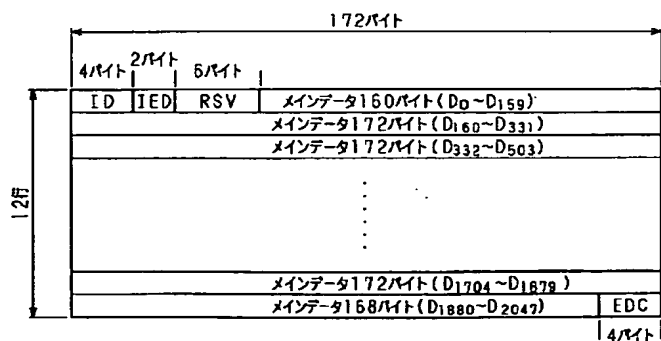 172バイト
4バイト 2バイト 6バイト
ID IED RSV メインデータ160バイト(D0~D159)
メインデータ172バイト(D160~D331)
メインデータ172バイト(D332~D503)
12行
メインデータ172バイト(D1704~D1879)
メインデータ168バイト(D1880~D2047) EDC
4バイト